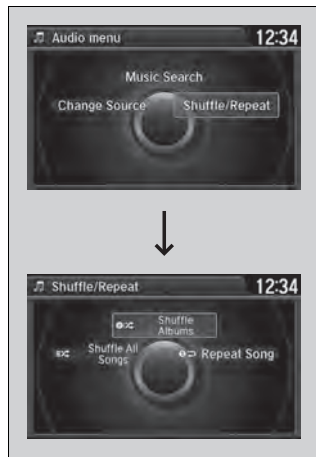 Audio menu 12:34
Music Search
Change Source Shuffle/Repeat
Shuffle/Repeat 12:34
Shuffle
Albums
Shuffle All
Songs
Repeat Song